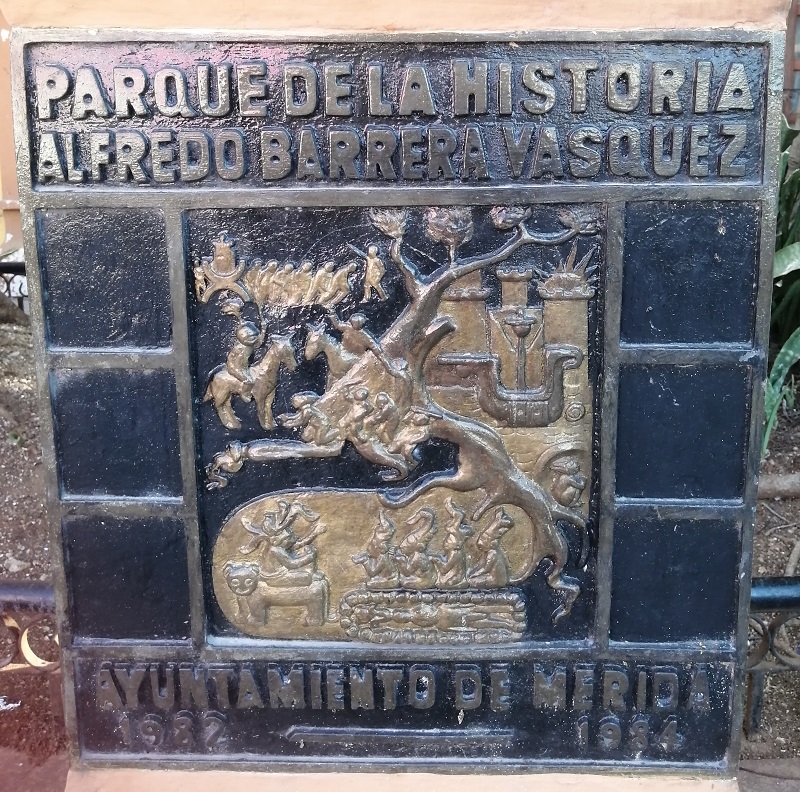 PARQUE DE LA HISTORIA
ALFREDO BARRERA VASQUEZ
AYUNTAMIENTO DE MERIDA
1982 1984